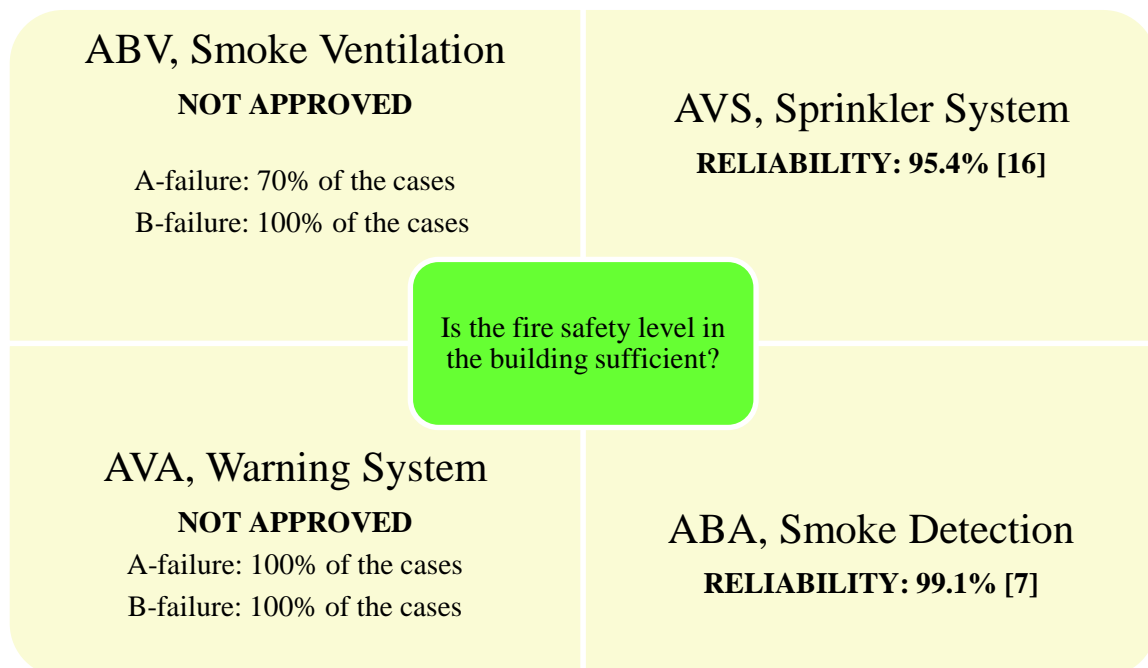 ABV, Smoke Ventilation
NOT APPROVED
A-failure: 70% of the cases
B-failure: 100% of the cases
AVS, Sprinkler System
RELIABILITY: 95.4% [16]
Is the fire safety level in
the building sufficient?
AVA, Warning System
NOT APPROVED
A-failure: 100% of the cases
B-failure: 100% of the cases
ABA, Smoke Detection
RELIABILITY: 99.1% [7]